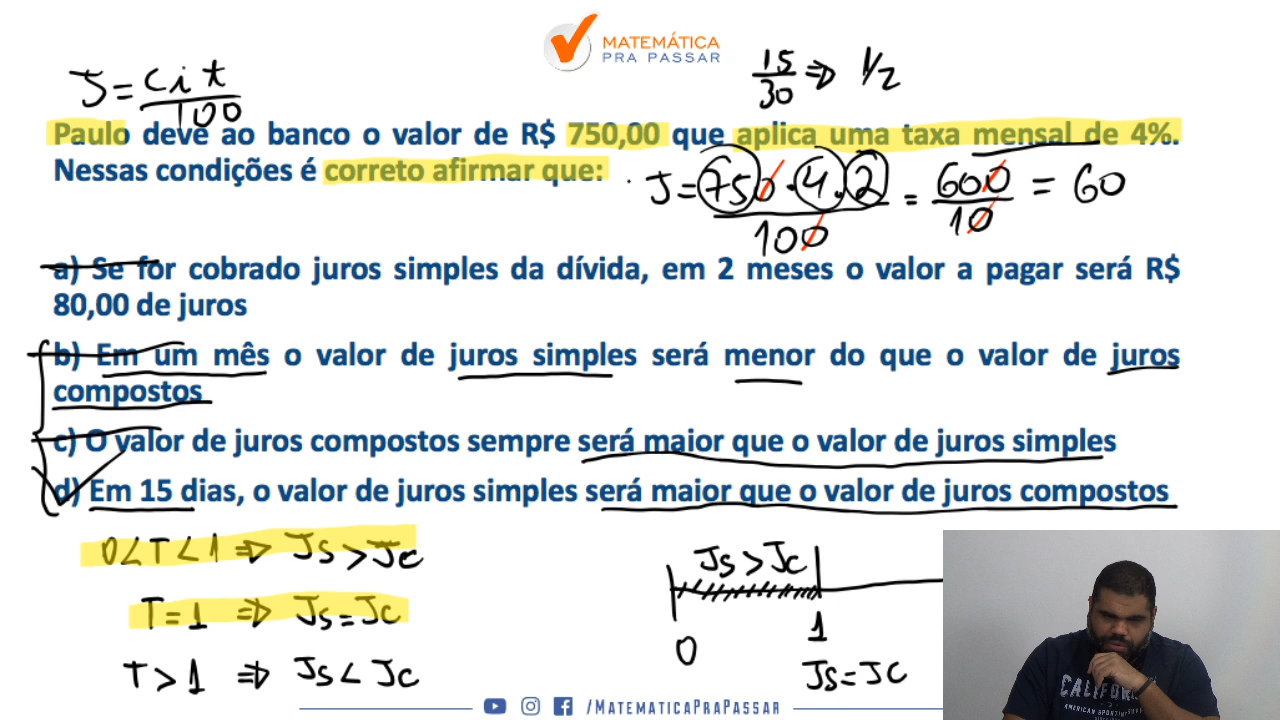 MATEMÁTICA
PRA PASSAR
J = C i t / 100
15/30 ⇒ 1/2
Paulo deve ao banco o valor de R$ 750,00 que aplica uma taxa mensal de 4%.
Nessas condições é correto afirmar que:
J = 750 . 4 . 2 / 100 = 600 / 10 = 60
a) Se for cobrado juros simples da dívida, em 2 meses o valor a pagar será R$
80,00 de juros
b) Em um mês o valor de juros simples será menor do que o valor de juros
compostos
c) O valor de juros compostos sempre será maior que o valor de juros simples
d) Em 15 dias, o valor de juros simples será maior que o valor de juros compostos
0 < T < 1 ⇒ Js > Jc
T = 1 ⇒ Js = Jc
T > 1 ⇒ Js < Jc
Js > Jc
0 1
Js = Jc
CALIFOR
AMERICAN SPORTIN
/MATEMATICAPRAPASSAR